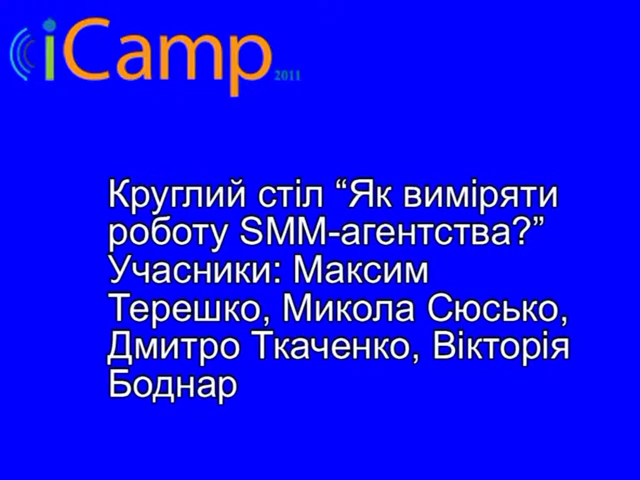 iCamp 2011
Круглий стіл “Як виміряти
роботу SMM-агентства?”
Учасники: Максим
Терешко, Микола Сюсько,
Дмитро Ткаченко, Вікторія
Боднар